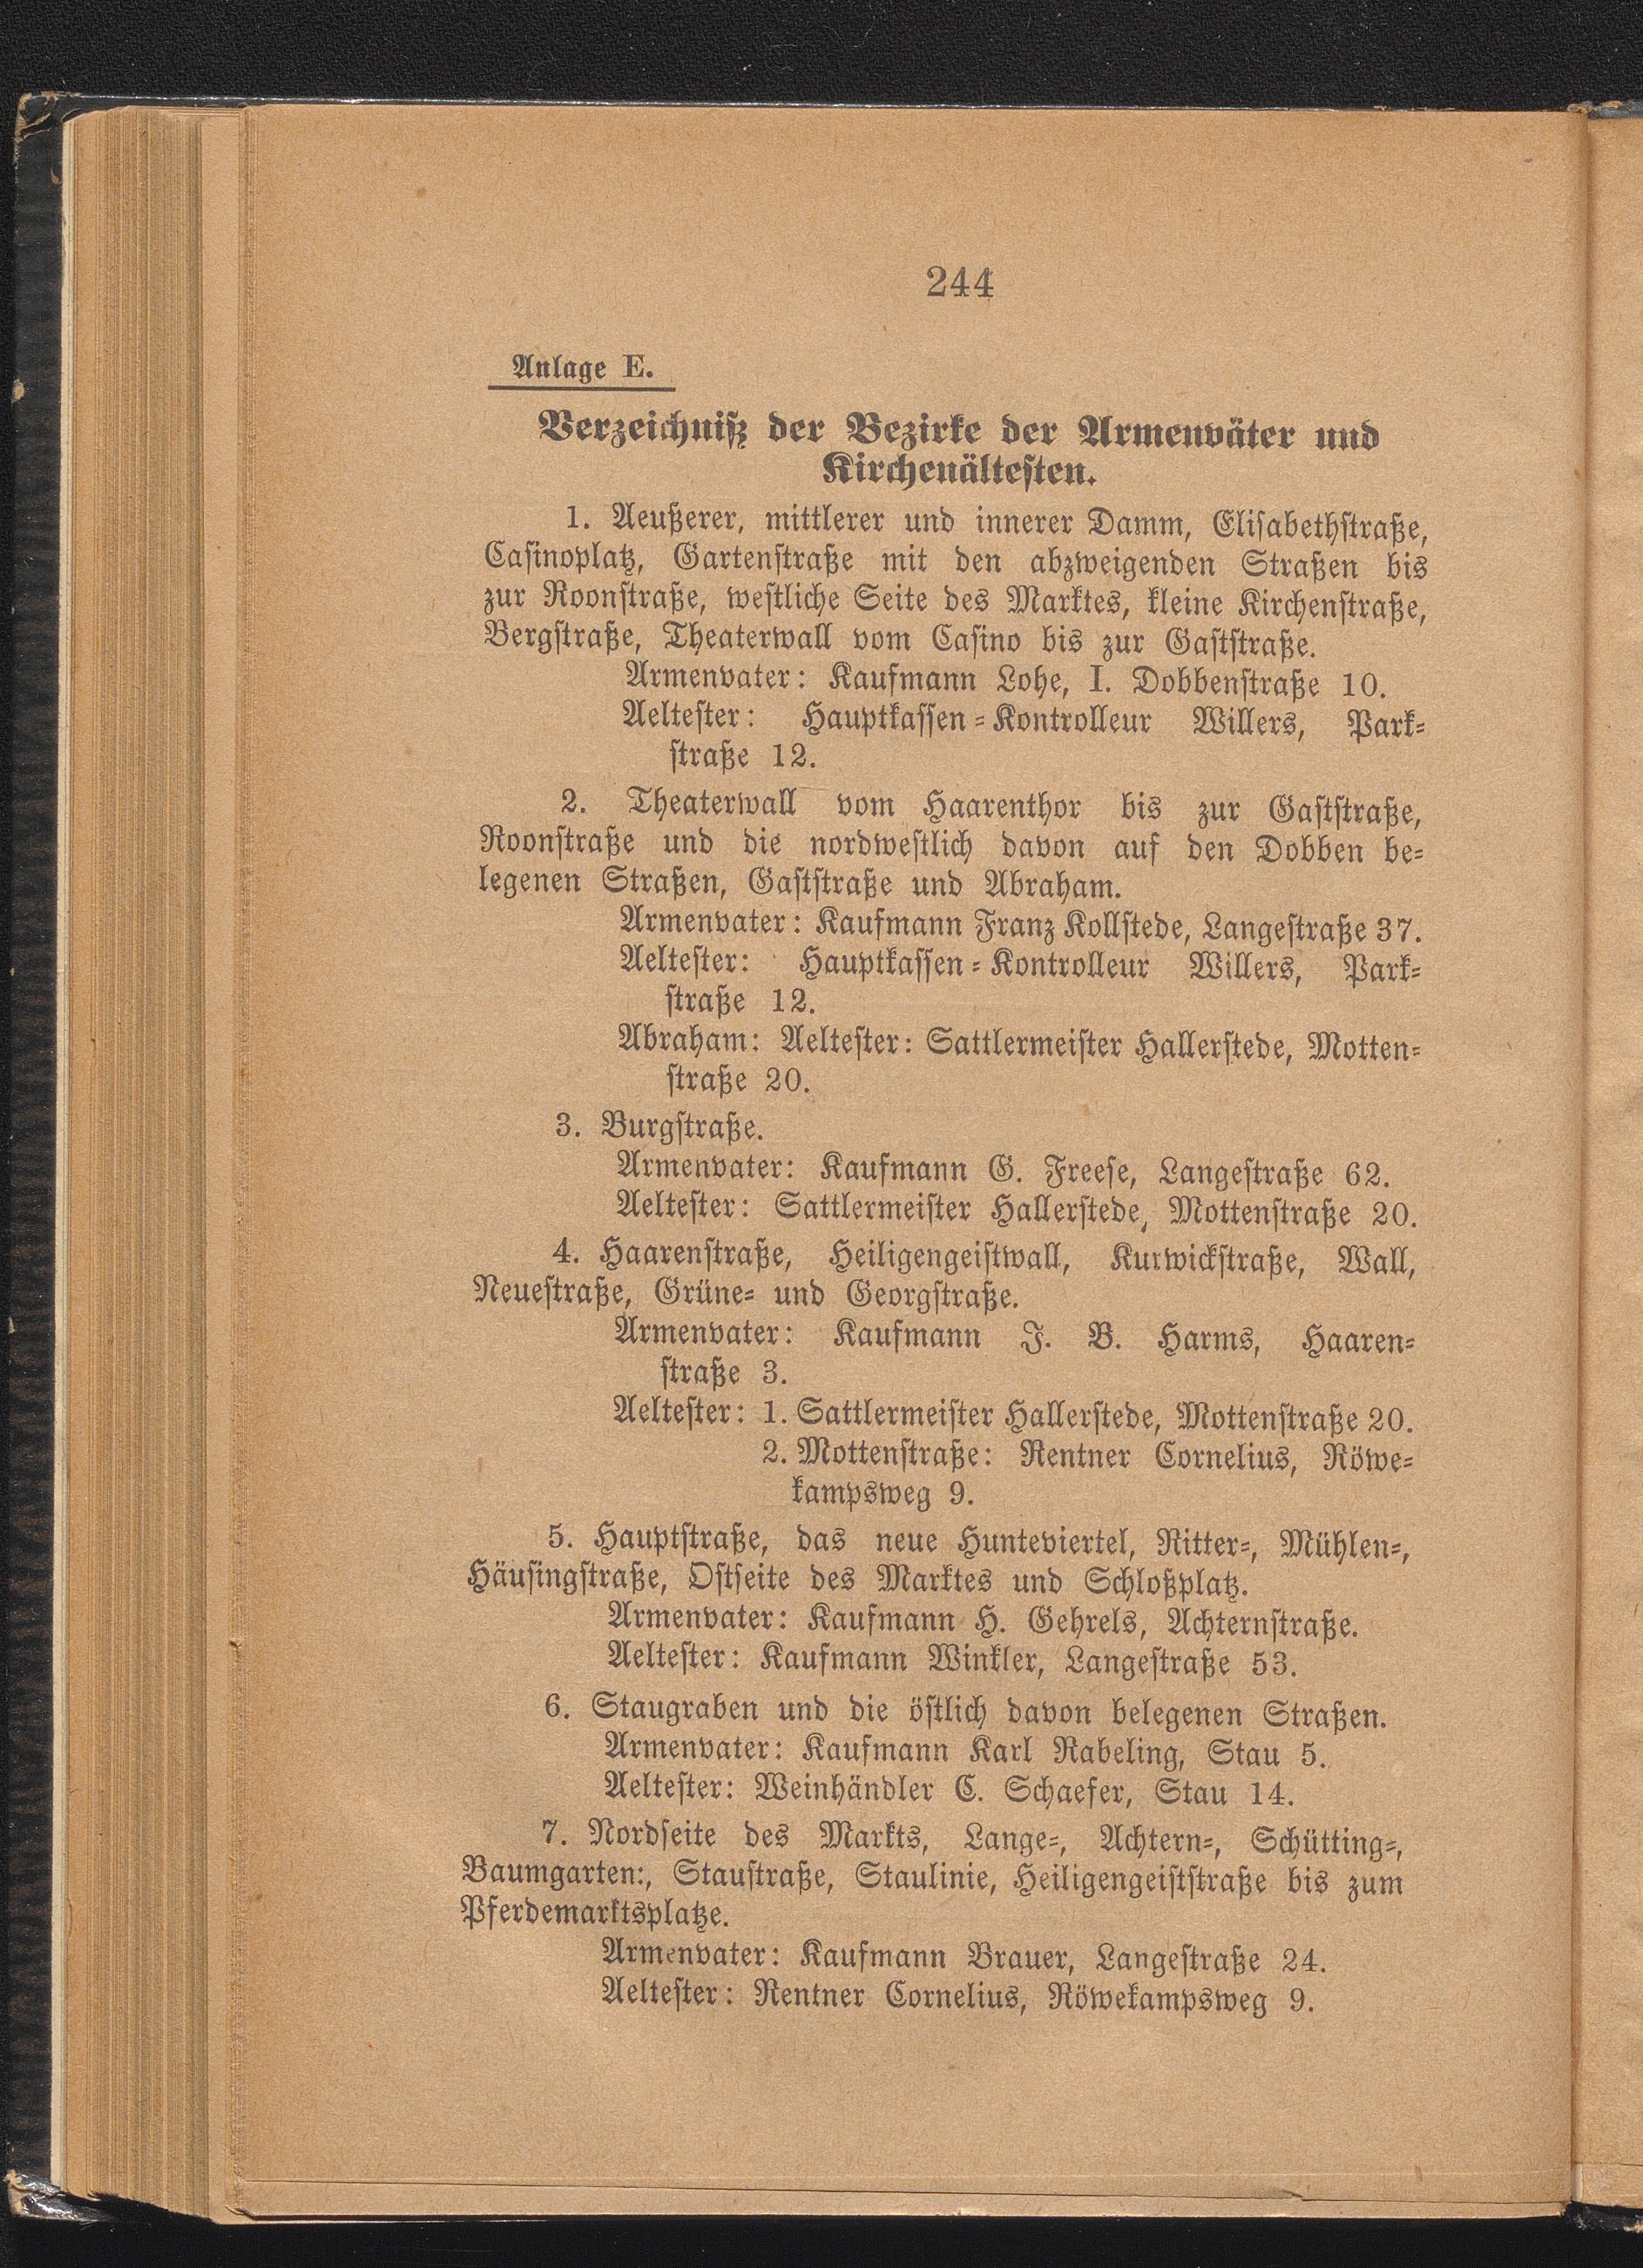 244
Anlage E.
Verzeichniß der Bezirke der Armenväter und
Kirchenältesten.
1. Aeußerer, mittlerer und innerer Damm, Elisabethstraße,
Casinoplatz, Gartenstraße mit den abzweigenden Straßen bis
zur Roonstraße, westliche Seite des Marktes, kleine Kirchenstraße,
Bergstraße, Theaterwall vom Casino bis zur Gaststraße.
Armenvater: Kaufmann Lohe, I. Dobbenstraße 10.
Aeltester: Hauptkassen-Kontrolleur Willers, Park-
straße 12.
2. Theaterwall vom Haarenthor bis zur Gaststraße,
Roonstraße und die nordwestlich davon auf den Dobben be-
legenen Straßen, Gaststraße und Abraham.
Armenvater: Kaufmann Franz Kollstede, Langestraße 37.
Aeltester: Hauptkassen-Kontrolleur Willers, Park-
straße 12.
Abraham: Aeltester: Sattlermeister Hallerstede, Motten-
straße 20.
3. Burgstraße.
Armenvater: Kaufmann G. Freese, Langestraße 62.
Aeltester: Sattlermeister Hallerstede, Mottenstraße 20.
4. Haarenstraße, Heiligengeistwall, Kurwickstraße, Wall,
Neuestraße, Grüne- und Georgstraße.
Armenvater: Kaufmann J. B. Harms, Haaren-
straße 3.
Aeltester: 1. Sattlermeister Hallerstede, Mottenstraße 20.
2. Mottenstraße: Rentner Cornelius, Röwe-
kampsweg 9.
5. Hauptstraße, das neue Hunteviertel, Ritter-, Mühlen-,
Häusingstraße, Ostseite des Marktes und Schloßplatz.
Armenvater: Kaufmann H. Gehrels, Achternstraße.
Aeltester: Kaufmann Winkler, Langestraße 53.
6. Staugraben und die östlich davon belegenen Straßen.
Armenvater: Kaufmann Karl Rabeling, Stau 5.
Aeltester: Weinhändler C. Schaefer, Stau 14.
7. Nordseite des Markts, Lange-, Achtern-, Schütting-,
Baumgarten:, Staustraße, Staulinie, Heiligengeiststraße bis zum
Pferdemarktsplatze.
Armenvater: Kaufmann Brauer, Langestraße 24.
Aeltester: Rentner Cornelius, Röwekampsweg 9.